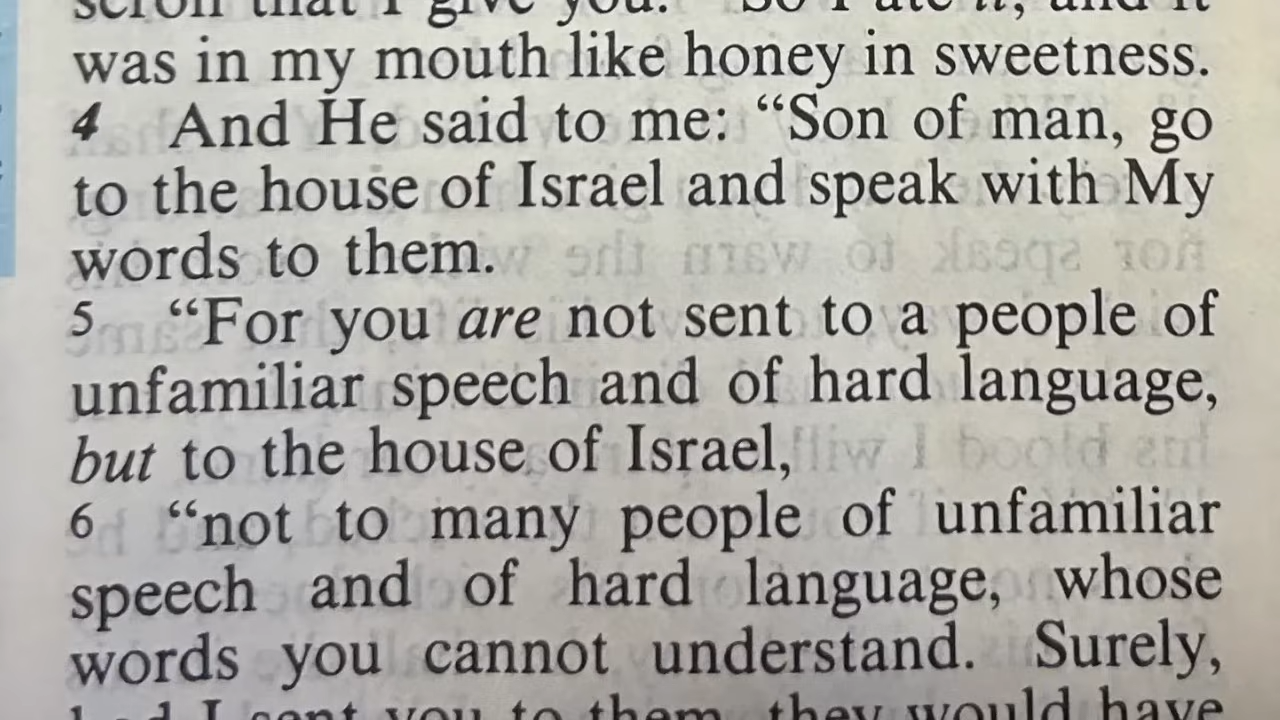 scroll that I give you." So I ate it, and it
was in my mouth like honey in sweetness.
4 And He said to me: “Son of man, go
to the house of Israel and speak with My
words to them.
5 “For you are not sent to a people of
unfamiliar speech and of hard language,
but to the house of Israel,
6 “not to many people of unfamiliar
speech and of hard language, whose
words you cannot understand. Surely,
had I sent you to them, they would have